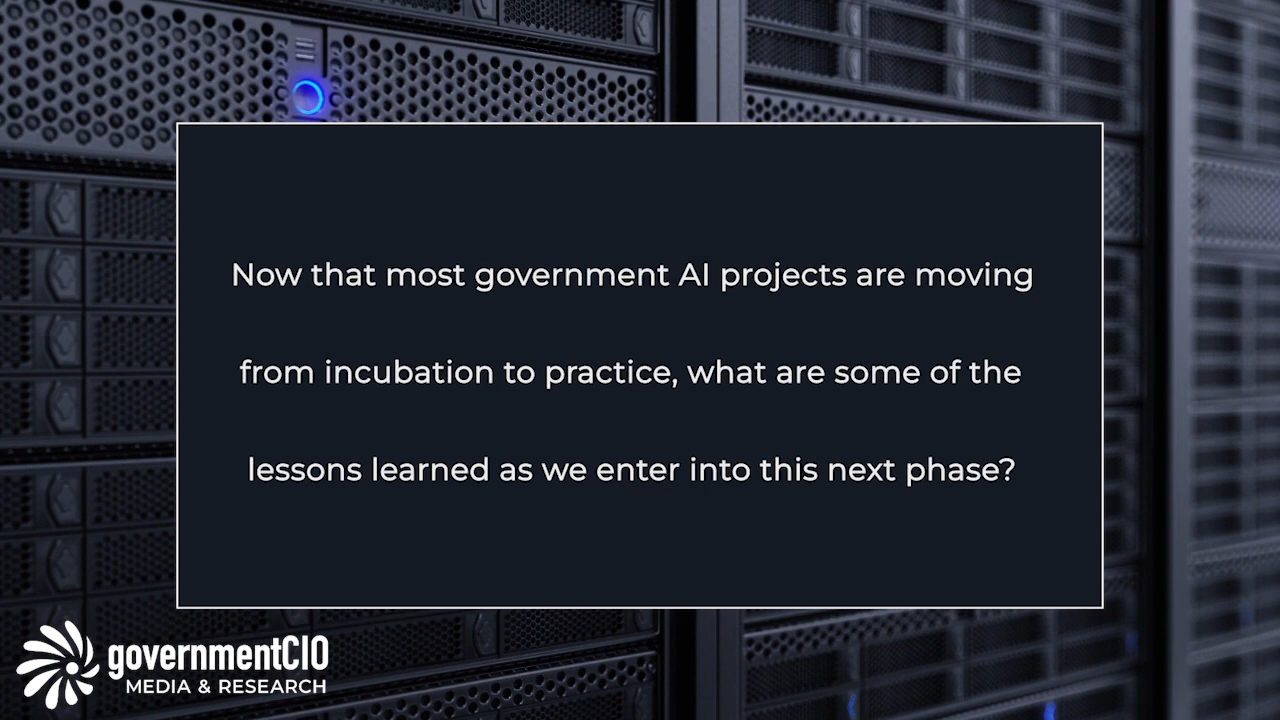 Now that most government AI projects are moving
from incubation to practice, what are some of the
lessons learned as we enter into this next phase?
governmentCIO
MEDIA & RESEARCH